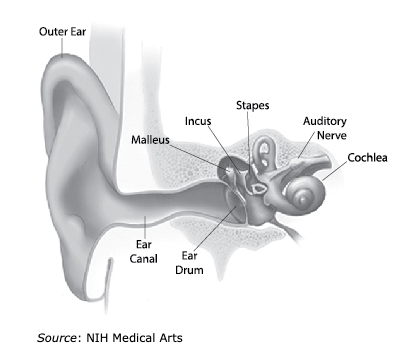 Outer Ear
Stapes
Incus
Auditory
Nerve
Malleus
Cochlea
Ear
Canal
Ear
Drum
Source: NIH Medical Arts